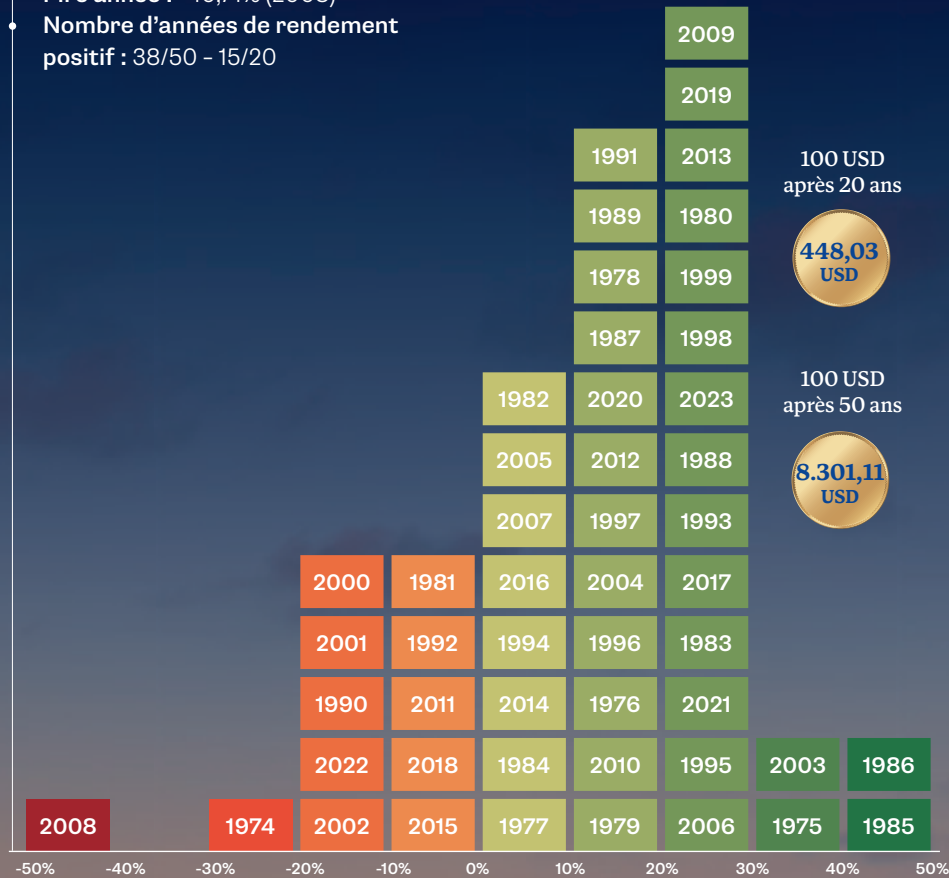 Pire année : (2008)
• Nombre d'années de rendement
positif : 38/50 – 15/20
2009
2019
1991 2013
1989 1980
1978 1999
1987 1998
1982 2020 2023
2005 2012 1988
2007 1997 1993
2000 1981 2016 2004 2017
2001 1992 1994 1996 1983
1990 2011 2014 1976 2021
2022 2018 1984 2010 1995 2003 1986
2008 1974 2002 2015 1977 1979 2006 1975 1985
-50% -40% -30% -20% -10% 0% 10% 20% 30% 40% 50%
100 USD
après 20 ans
448,03
USD
100 USD
après 50 ans
8.301,11
USD